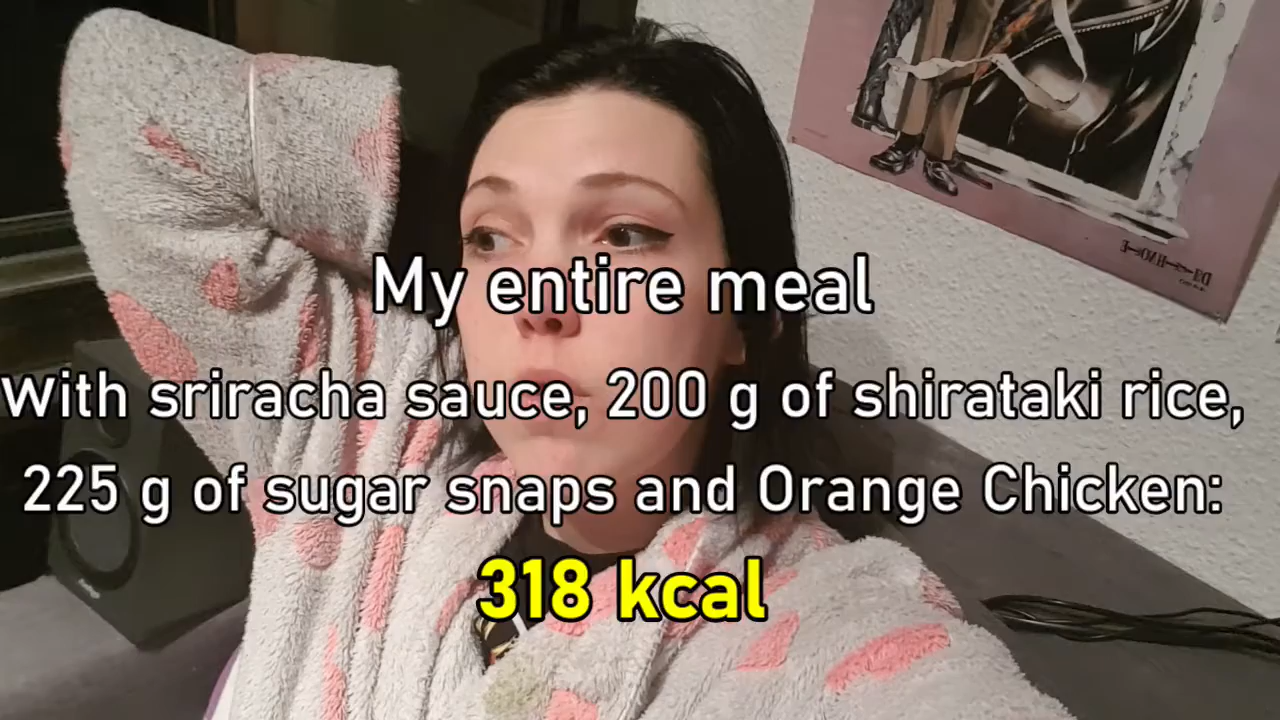 My entire meal
With sriracha sauce, 200 g of shirataki rice,
225 g of sugar snaps and Orange Chicken:
318 kcal